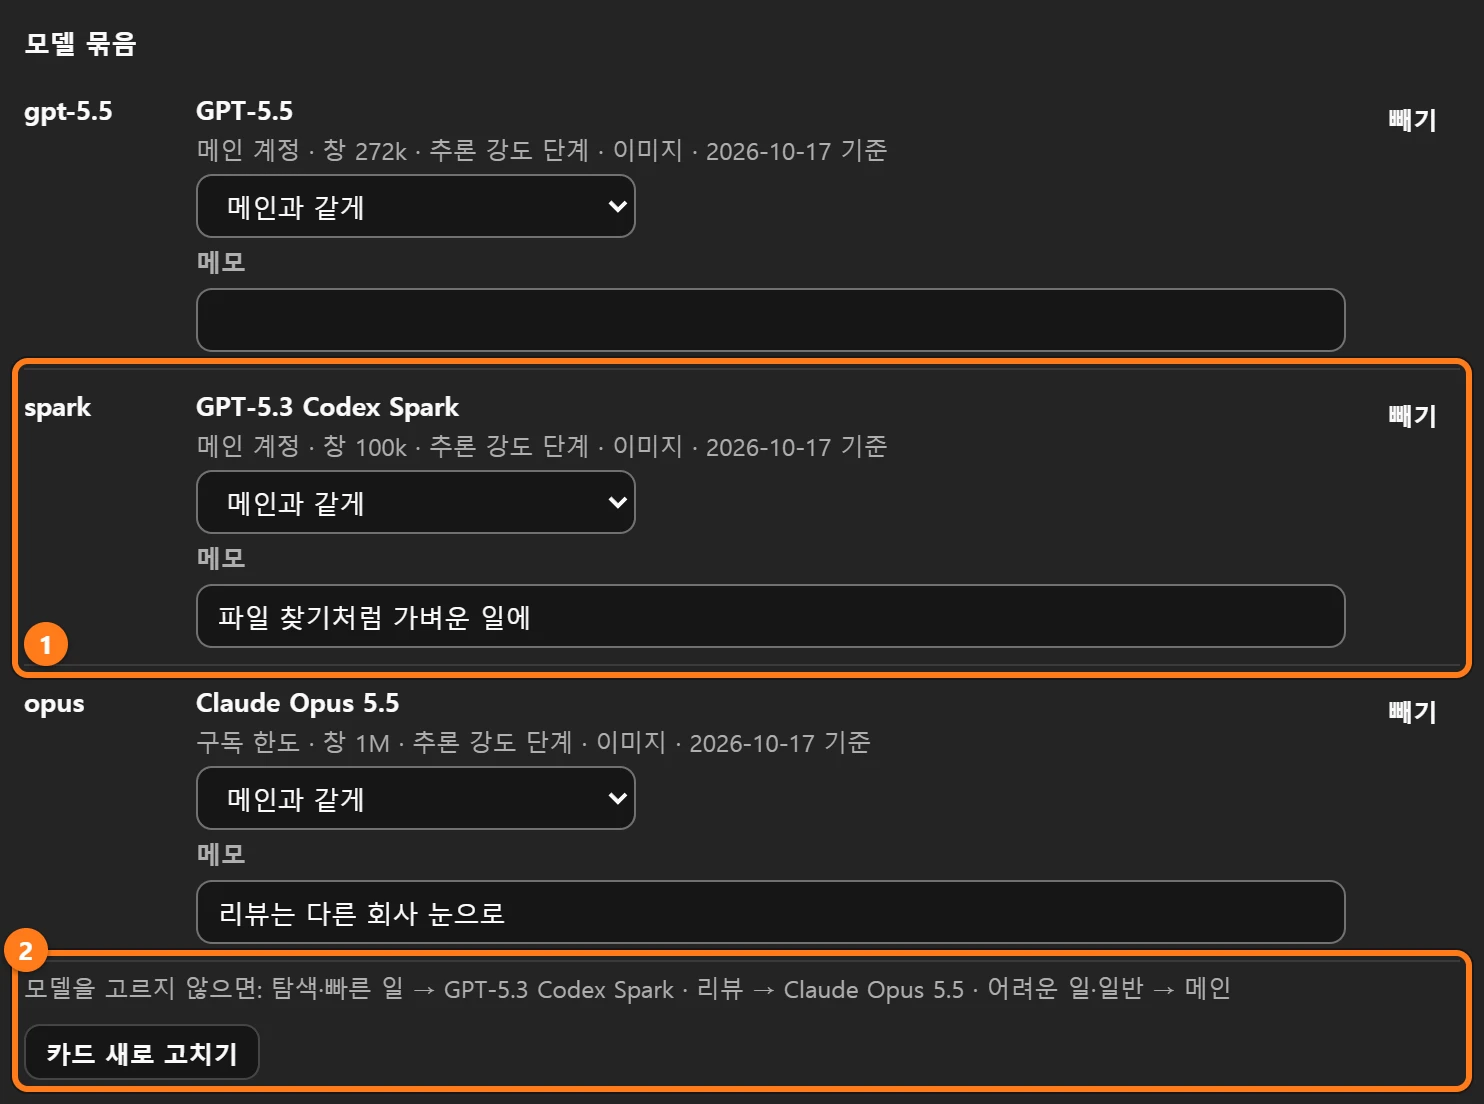 모델 묶음
gpt-5.5
GPT-5.5
빼기
메인 계정 · 창 272k · 추론 강도 단계 · 이미지 · 2026-10-17 기준
메인과 같게
메모
spark
GPT-5.3 Codex Spark
빼기
메인 계정 · 창 100k · 추론 강도 단계 · 이미지 · 2026-10-17 기준
메인과 같게
메모
파일 찾기처럼 가벼운 일에
1
opus
Claude Opus 5.5
빼기
구독 한도 · 창 1M · 추론 강도 단계 · 이미지 · 2026-10-17 기준
메인과 같게
메모
리뷰는 다른 회사 눈으로
2
모델을 고르지 않으면: 탐색·빠른 일 → GPT-5.3 Codex Spark · 리뷰 → Claude Opus 5.5 · 어려운 일·일반 → 메인
카드 새로 고치기